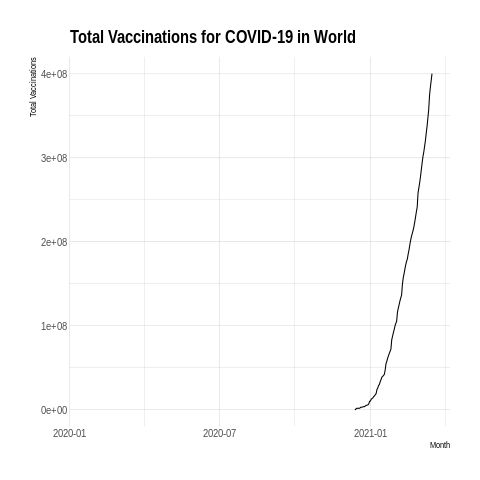 Total Vaccinations for COVID-19 in World
Total Vaccinations
4e+08
3e+08
2e+08
1e+08
0e+00
2020-01 2020-07 2021-01
Month